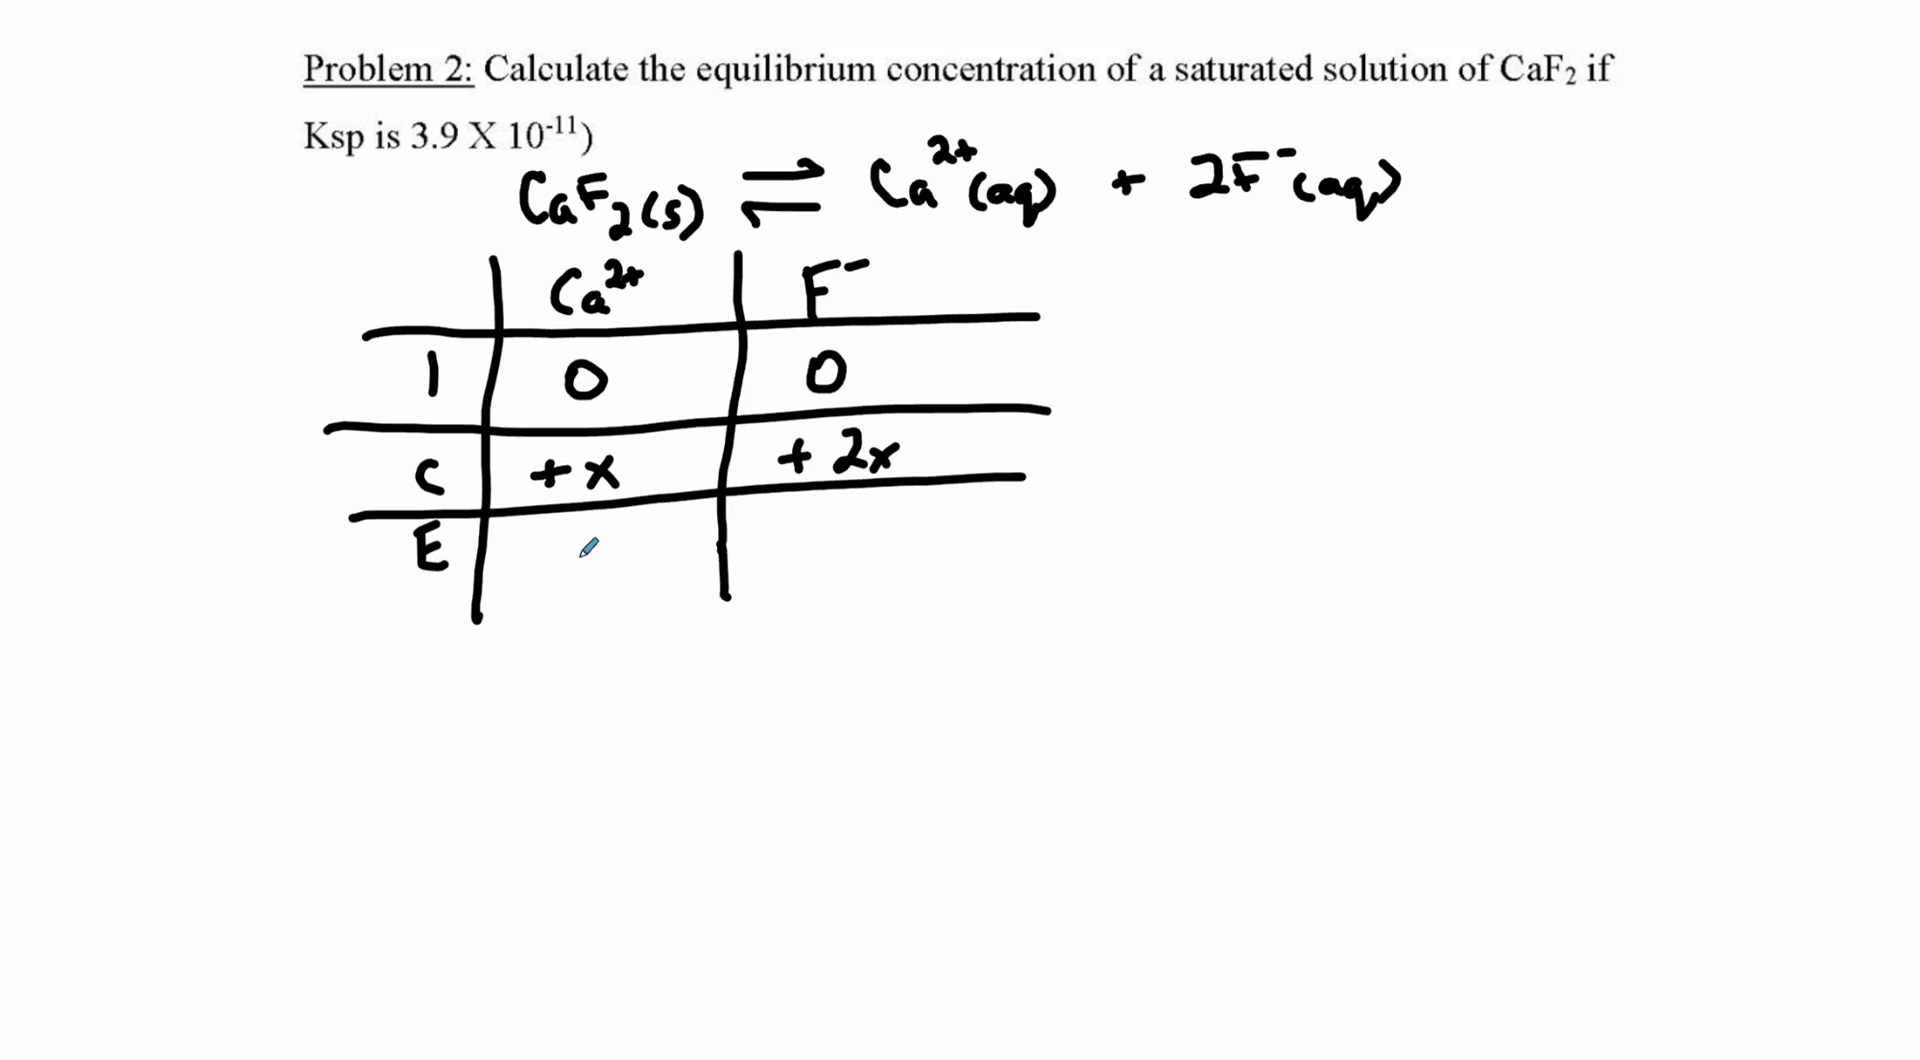 Problem 2: Calculate the equilibrium concentration of a saturated solution of CaF₂ if
Ksp is 3.9 X 10⁻¹¹)
CaF₂(s) ⇌ Ca²⁺(aq) + 2F⁻(aq)
Ca²⁺ F⁻
I 0 0
C +x +2x
E